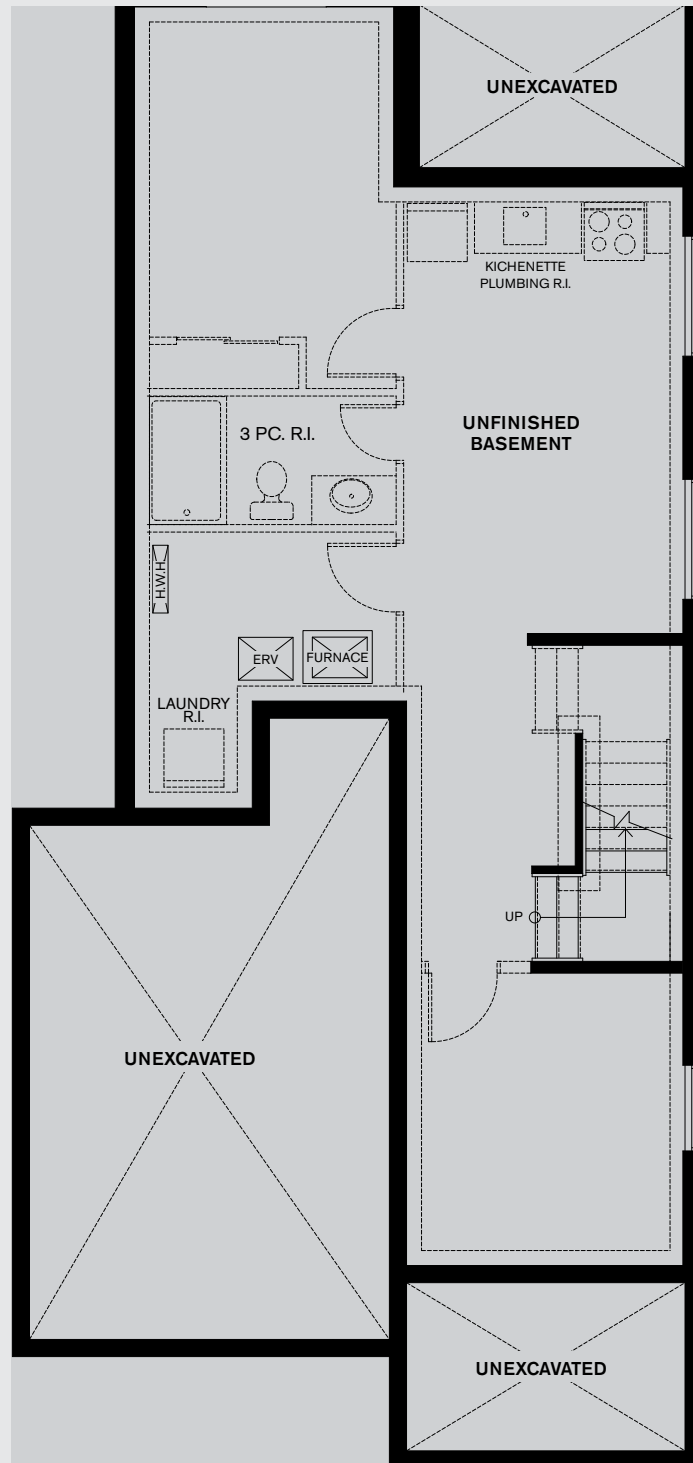 UNEXCAVATED
KICHENETTE
PLUMBING R.I.
3 PC. R.I.
UNFINISHED
BASEMENT
H.W.H
ERV
FURNACE
LAUNDRY
R.I.
UP
UNEXCAVATED
UNEXCAVATED